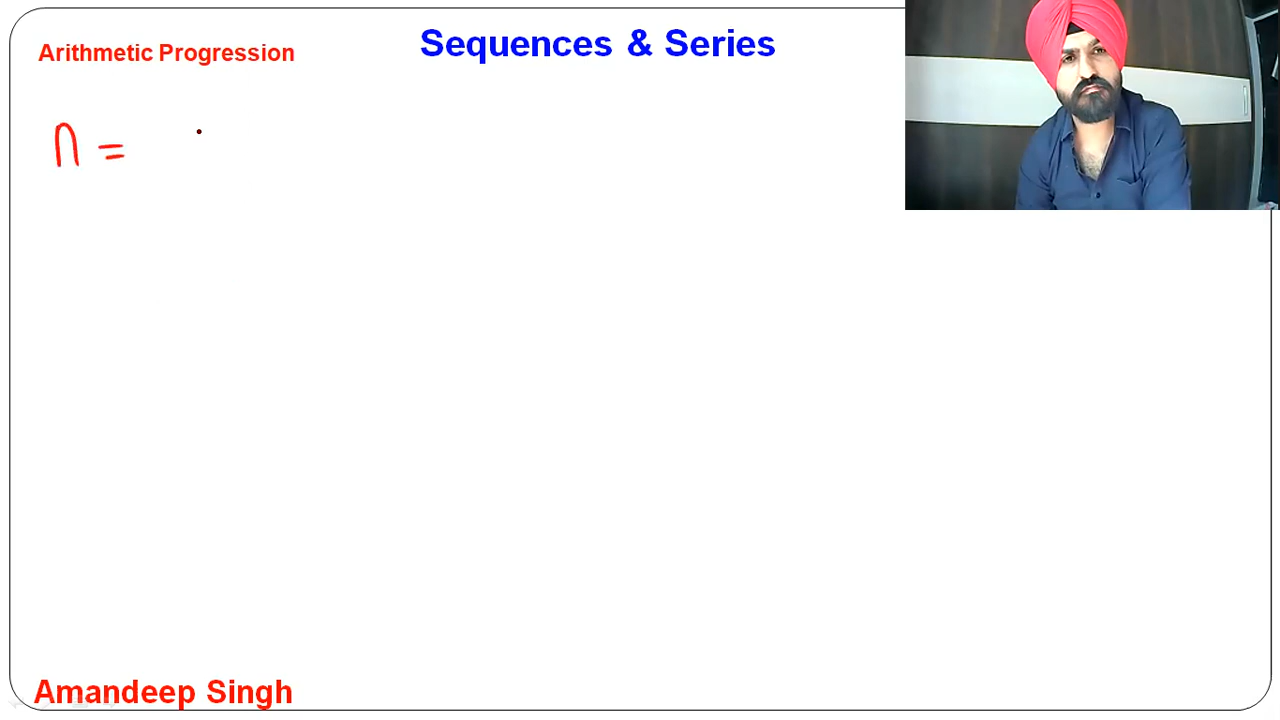 Sequences & Series
Arithmetic Progression
n =
Amandeep Singh